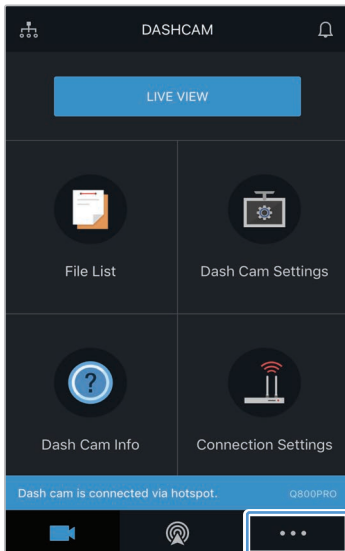 DASHCAM
LIVE VIEW
File List
Dash Cam Settings
?
Dash Cam Info
Connection Settings
Dash cam is connected via hotspot.
Q800PRO